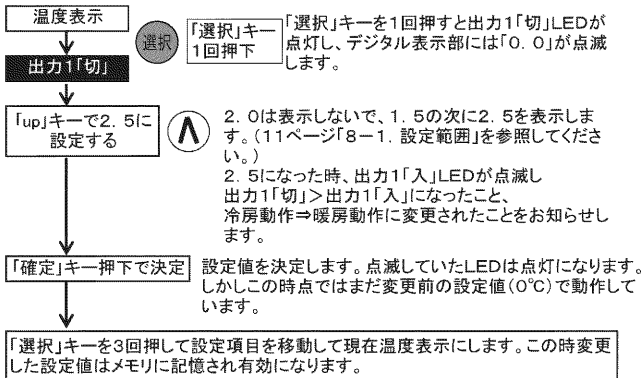 温度表示
選択
「選択」キー
1回押下
「選択」キーを1回押すと出力1「切」LEDが
点灯し、デジタル表示部には「0.0」が点滅
します。
出力1「切」
「up」キーで2.5に
設定する
2.0は表示しないで、1.5の次に2.5を表示しま
す。(11ページ「8-1.設定範囲」を参照してくださ
い。)
2.5になった時、出力1「入」LEDが点滅し
出力1「切」>出力1「入」になったこと、
冷房動作⇒暖房動作に変更されたことをお知らせし
ます。
「確定」キー押下で決定
設定値を決定します。点滅していたLEDは点灯になります。
しかしこの時点ではまだ変更前の設定値(0℃)で動作して
います。
「選択」キーを3回押して設定項目を移動して現在温度表示にします。この時変更
した設定値はメモリに記憶され有効になります。